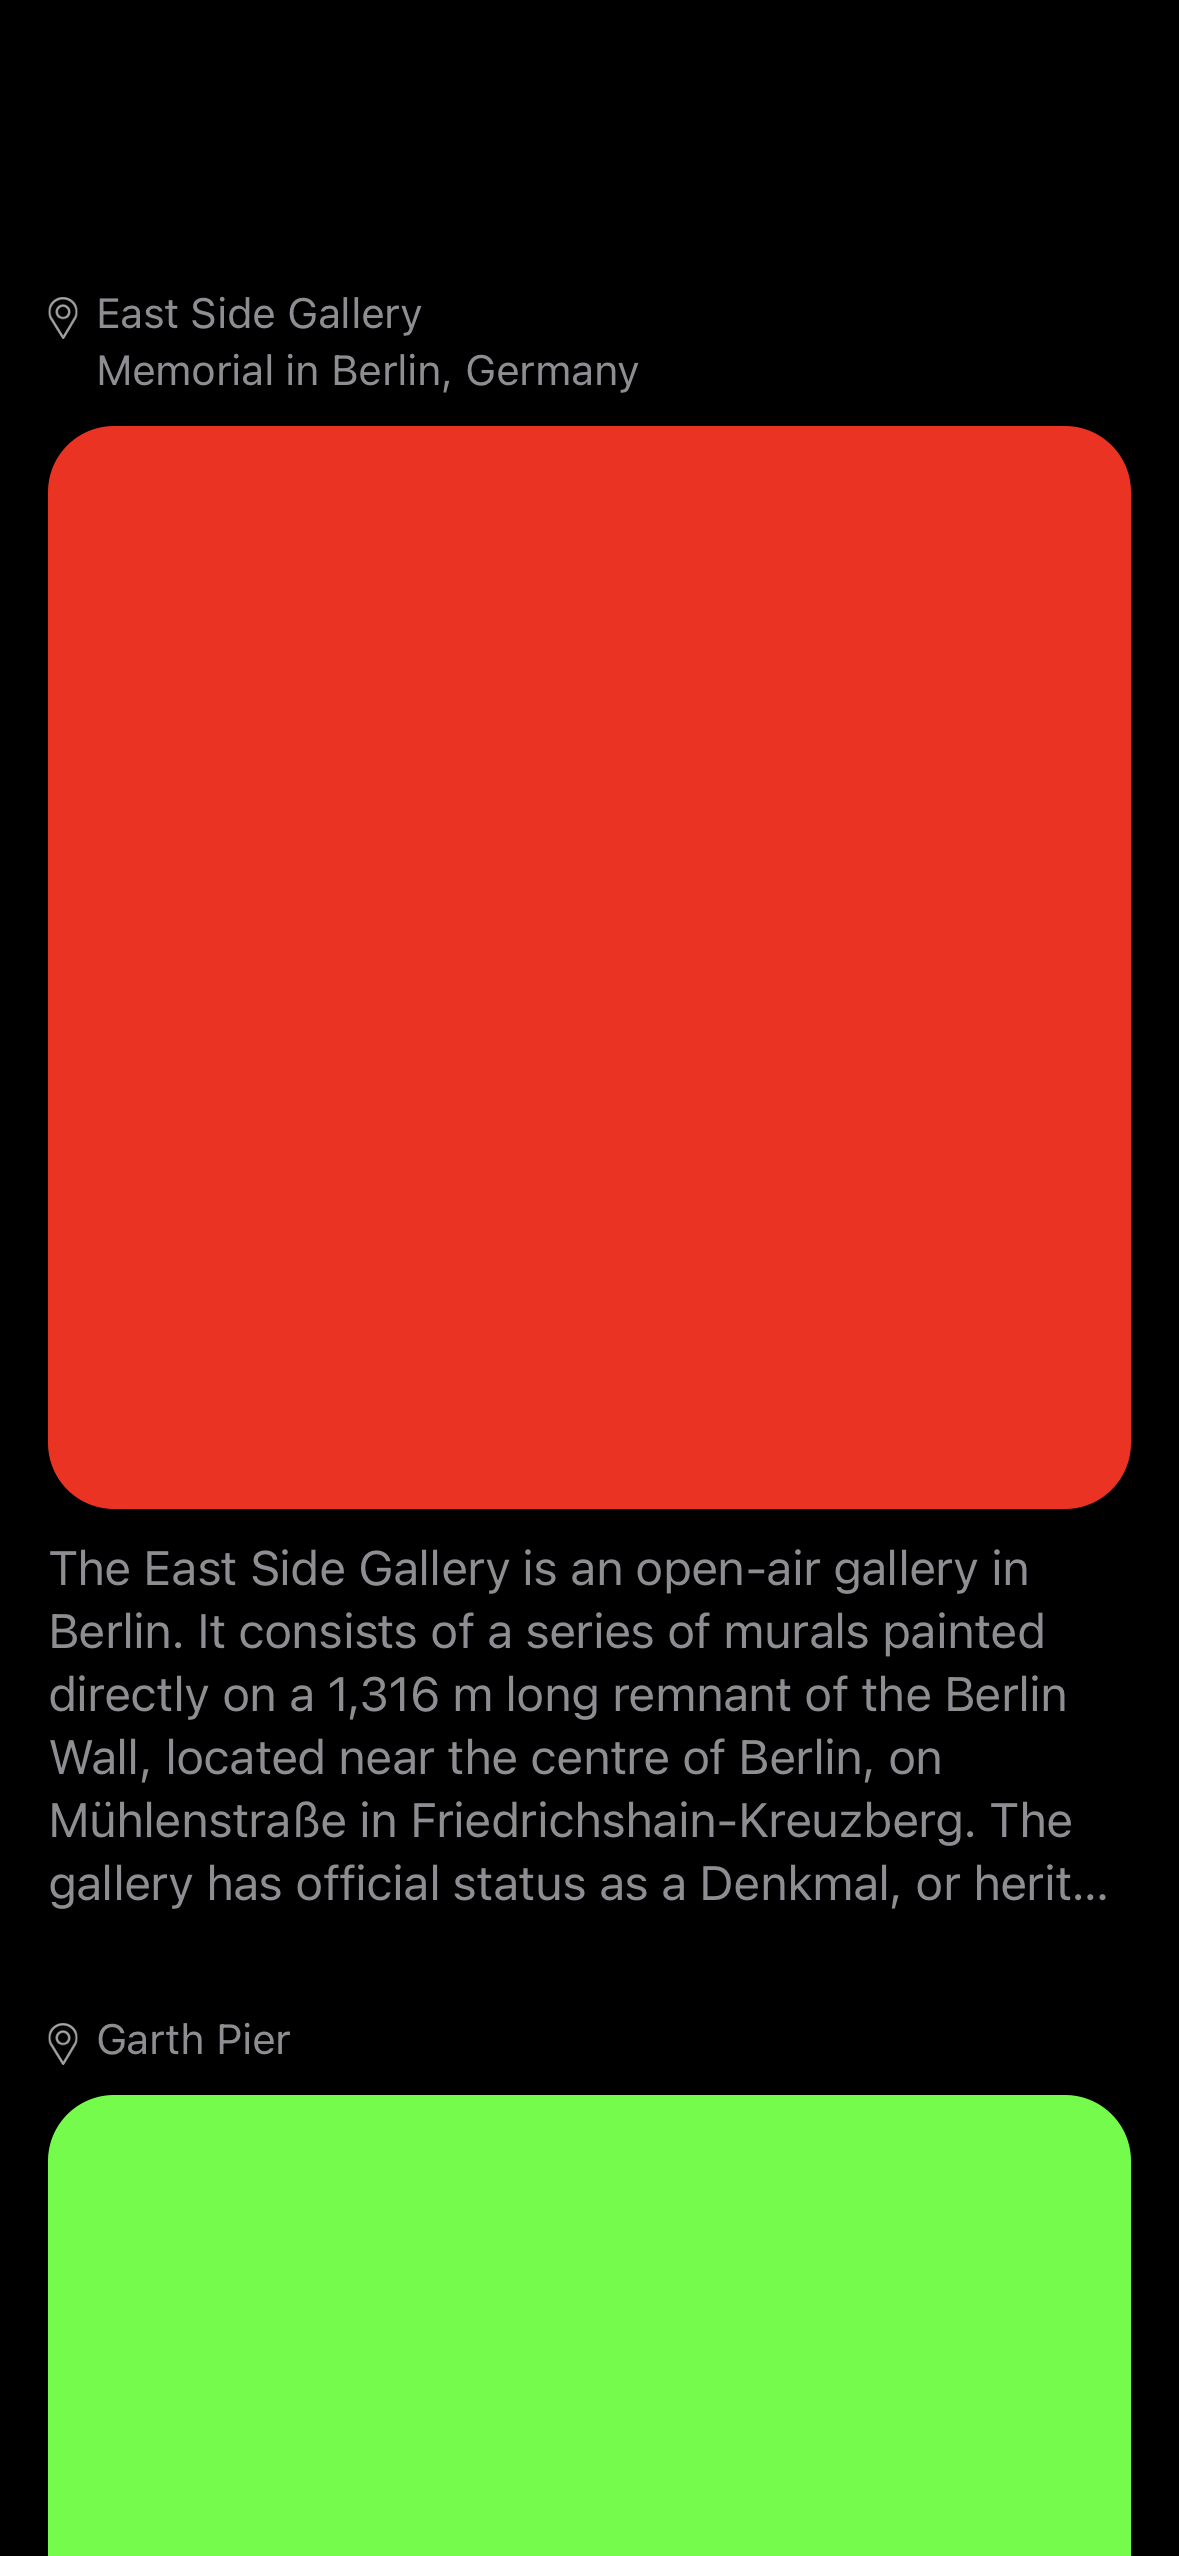 East Side Gallery
Memorial in Berlin, Germany
The East Side Gallery is an open-air gallery in
Berlin. It consists of a series of murals painted
directly on a 1,316 m long remnant of the Berlin
Wall, located near the centre of Berlin, on
Mühlenstraße in Friedrichshain-Kreuzberg. The
gallery has official status as a Denkmal, or herit...
Garth Pier